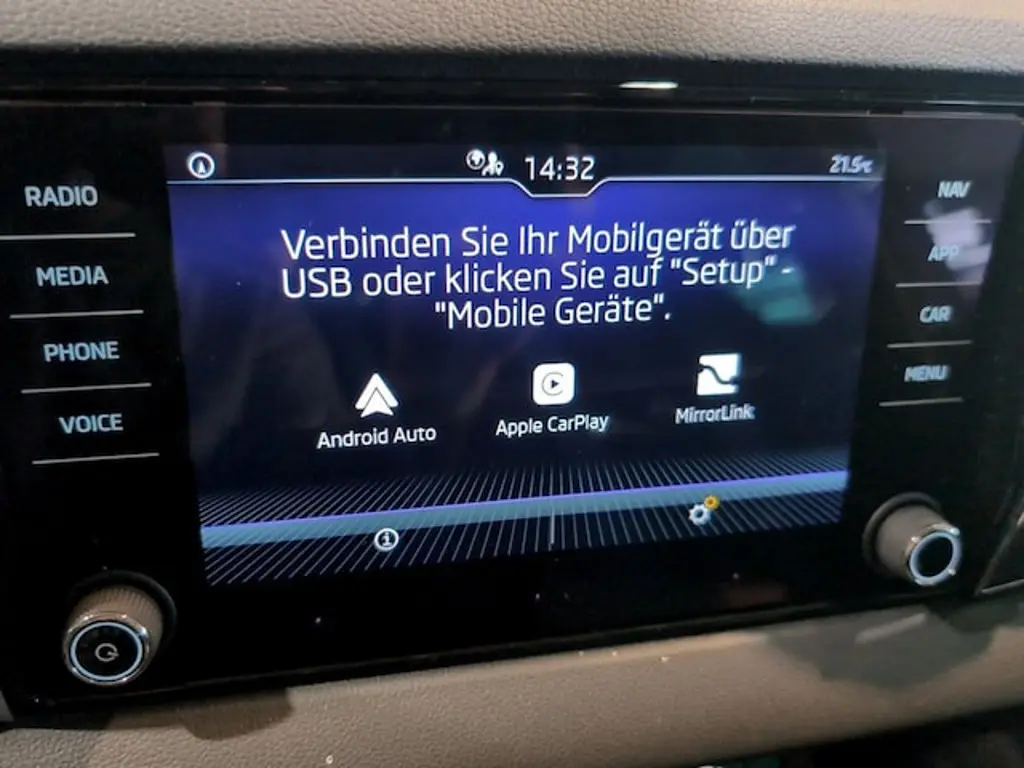 14:32
21.5°C
RADIO
MEDIA
PHONE
VOICE
Verbinden Sie Ihr Mobilgerät über
USB oder klicken Sie auf "Setup" -
"Mobile Geräte".
Android Auto
Apple CarPlay
MirrorLink
NAV
APP
CAR
MENU